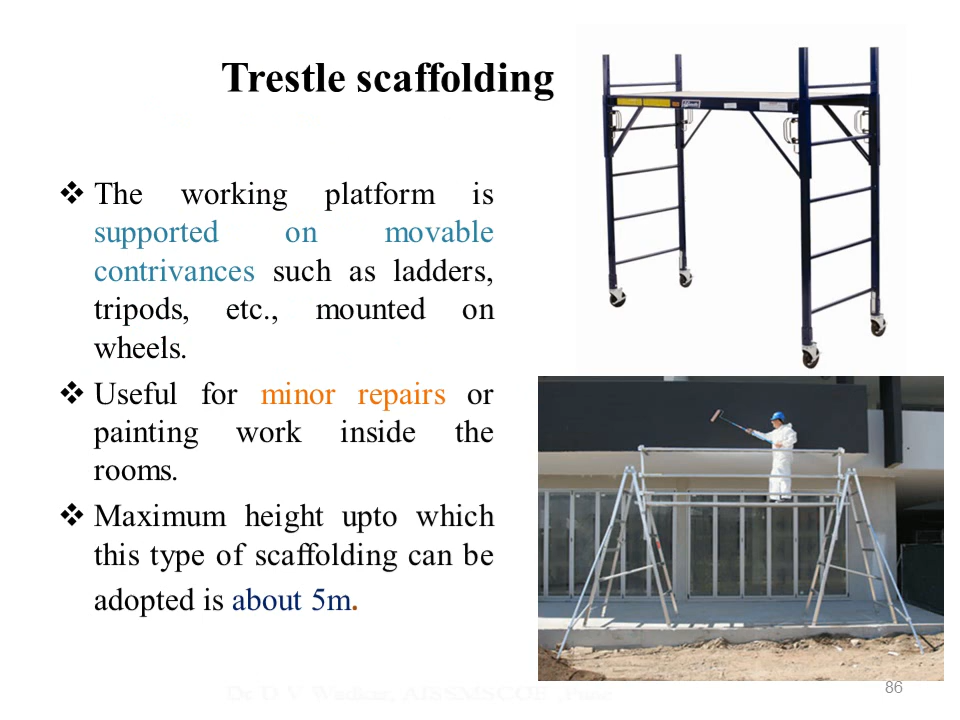 Trestle scaffolding
❖ The working platform is
supported on movable
contrivances such as ladders,
tripods, etc., mounted on
wheels.
❖ Useful for minor repairs or
painting work inside the
rooms.
❖ Maximum height upto which
this type of scaffolding can be
adopted is about 5m.
86